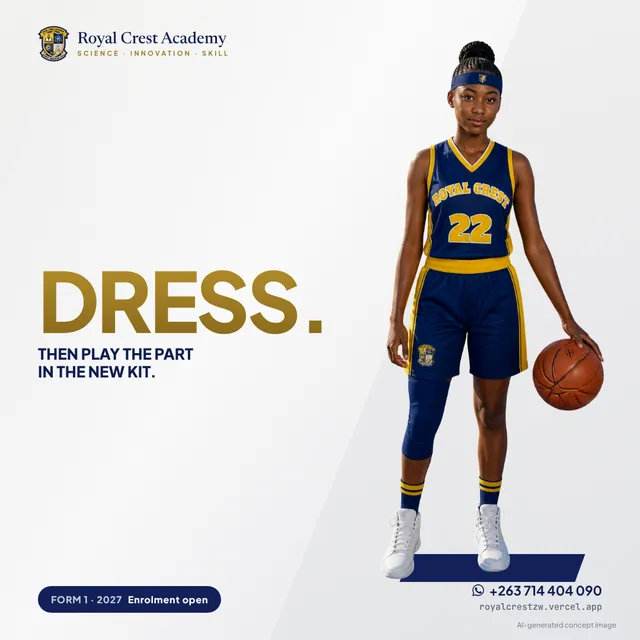 Royal Crest Academy
SCIENCE · INNOVATION · SKILL
ROYAL CREST
22
DRESS.
THEN PLAY THE PART
IN THE NEW KIT.
FORM 1 · 2027 Enrolment open
+263 714 404 090
royalcrestzw.vercel.app
AI-generated concept image